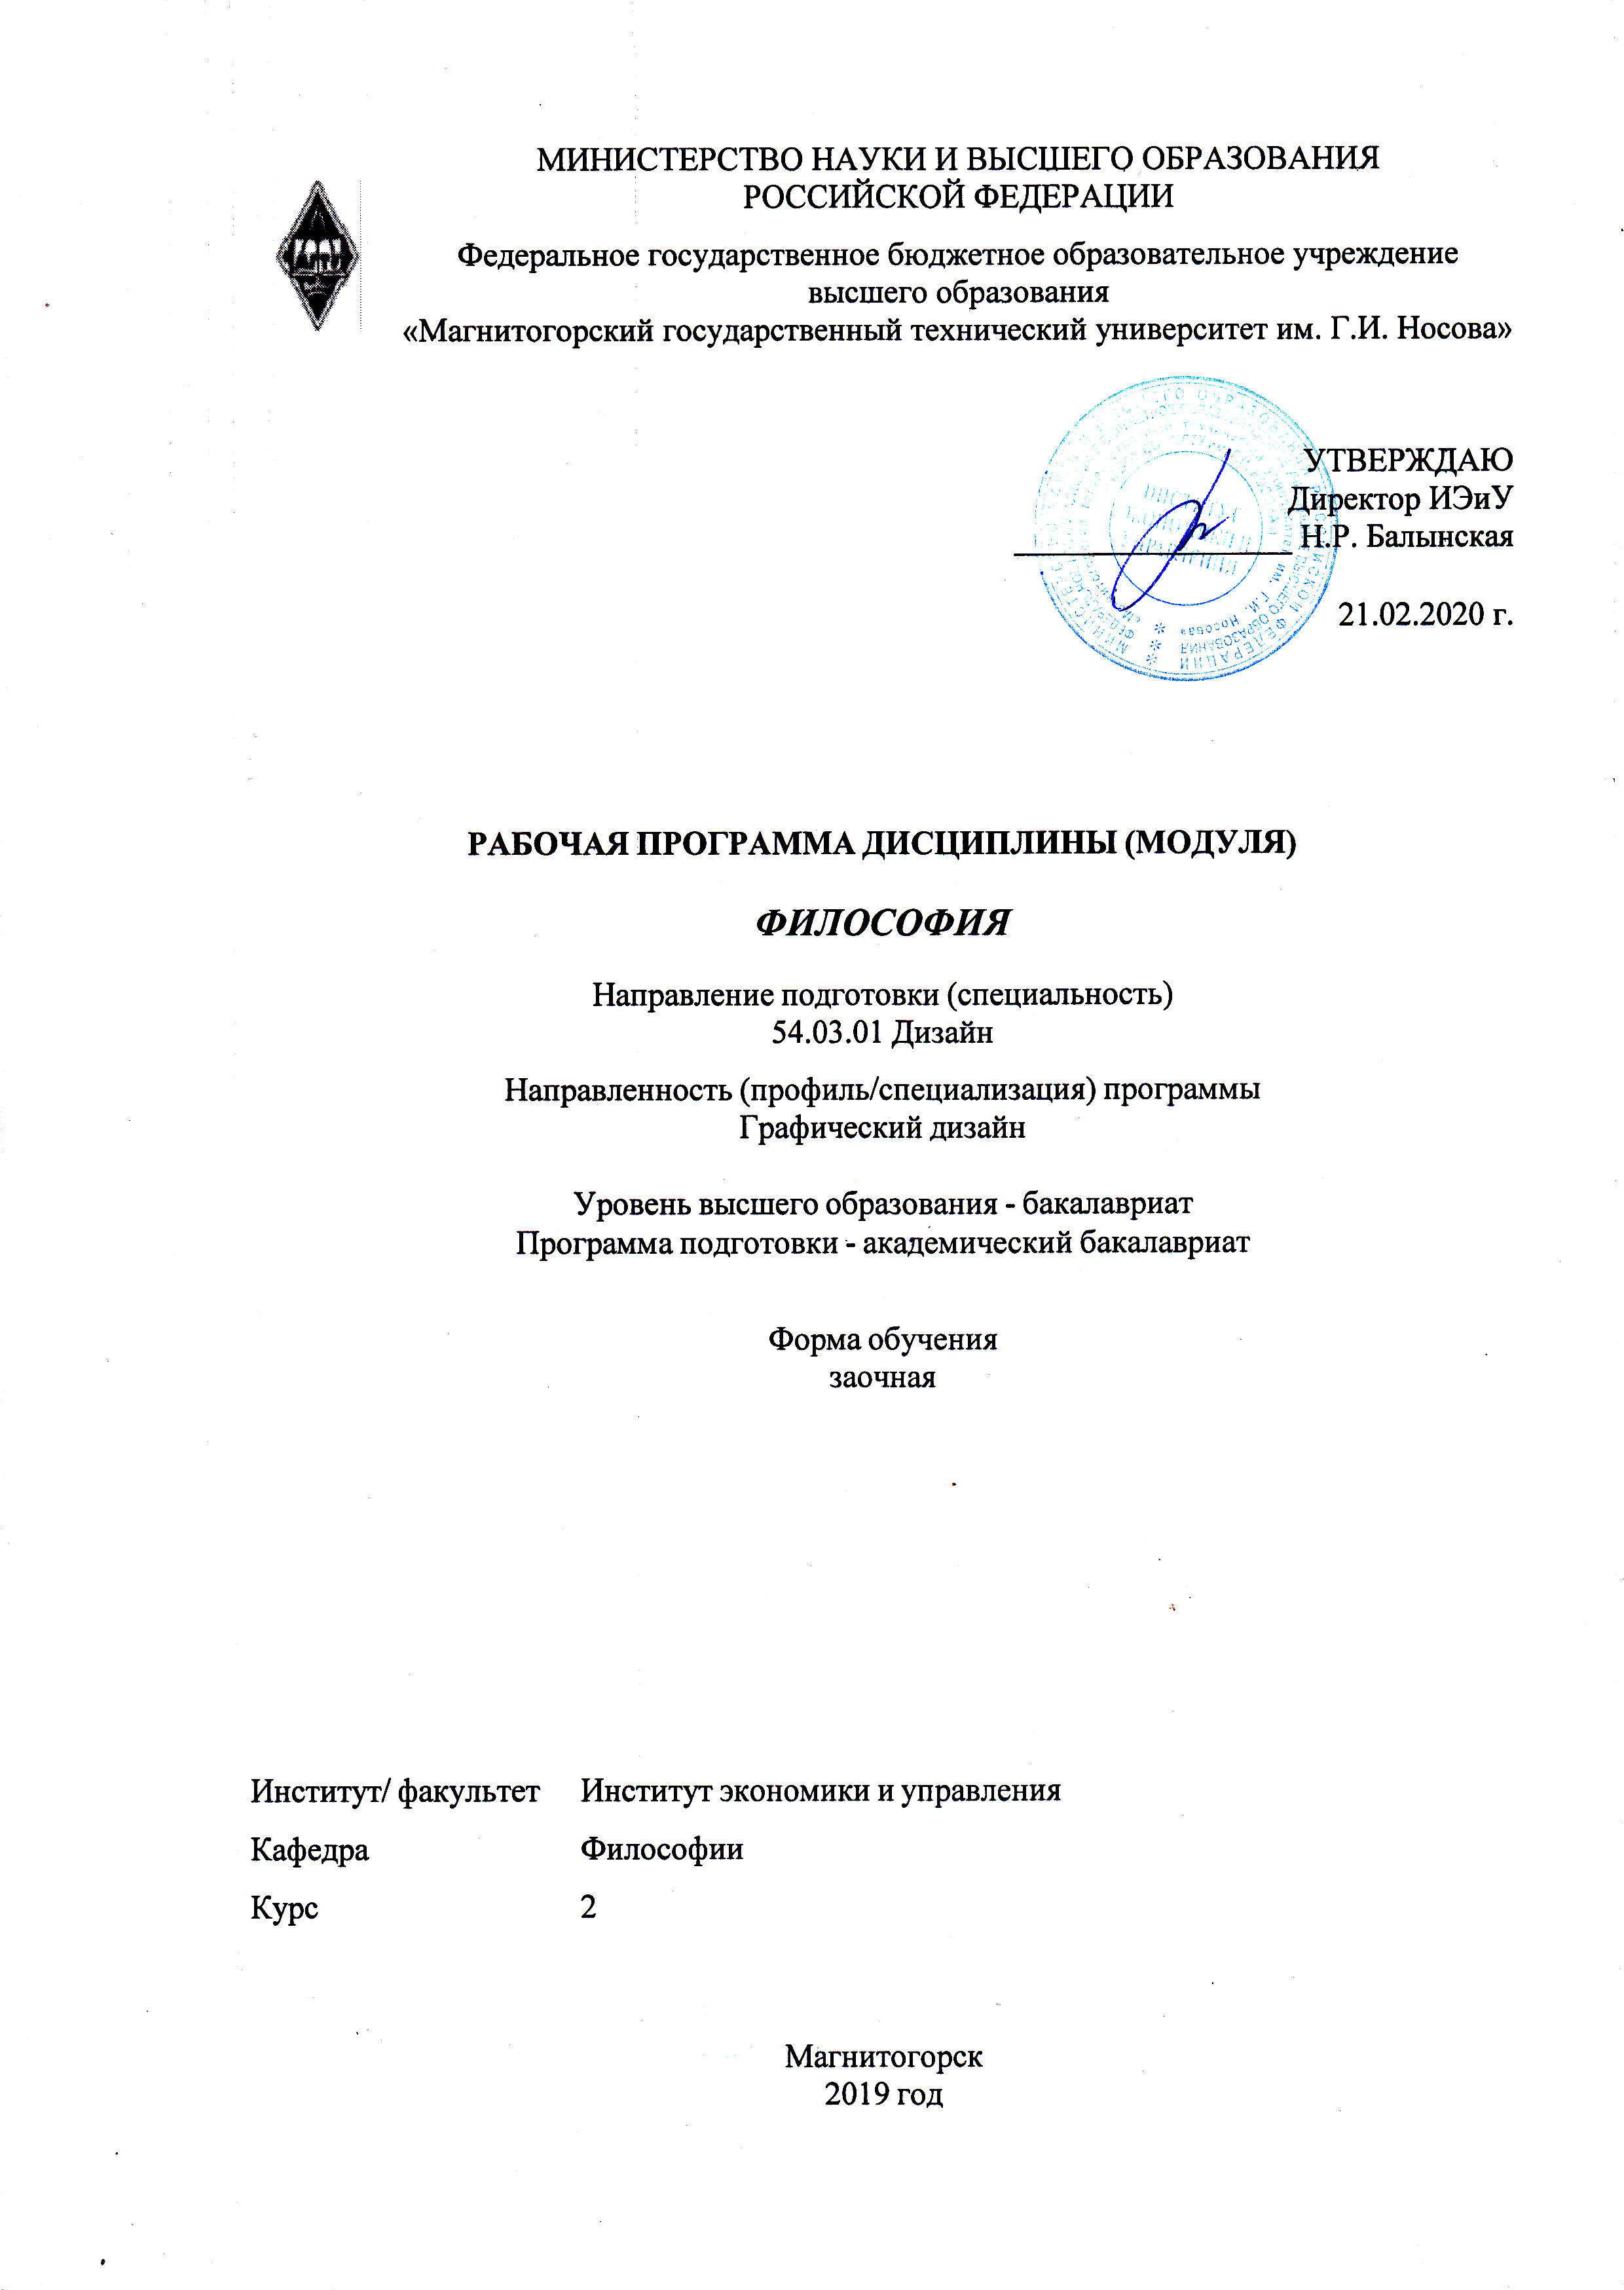 МИНИСТЕРСТВО НАУКИ И ВЫСШЕГО ОБРАЗОВАНИЯ
РОССИЙСКОЙ ФЕДЕРАЦИИ
Федеральное государственное бюджетное образовательное учреждение
высшего образования
«Магнитогорский государственный технический университет им. Г.И. Носова»
УТВЕРЖДАЮ
Директор ИЭиУ
Н.Р. Балынская
21.02.2020 г.
РАБОЧАЯ ПРОГРАММА ДИСЦИПЛИНЫ (МОДУЛЯ)
ФИЛОСОФИЯ
Направление подготовки (специальность)
54.03.01 Дизайн
Направленность (профиль/специализация) программы
Графический дизайн
Уровень высшего образования - бакалавриат
Программа подготовки - академический бакалавриат
Форма обучения
заочная
Институт/ факультет Институт экономики и управления
Кафедра Философии
Курс 2
Магнитогорск
2019 год